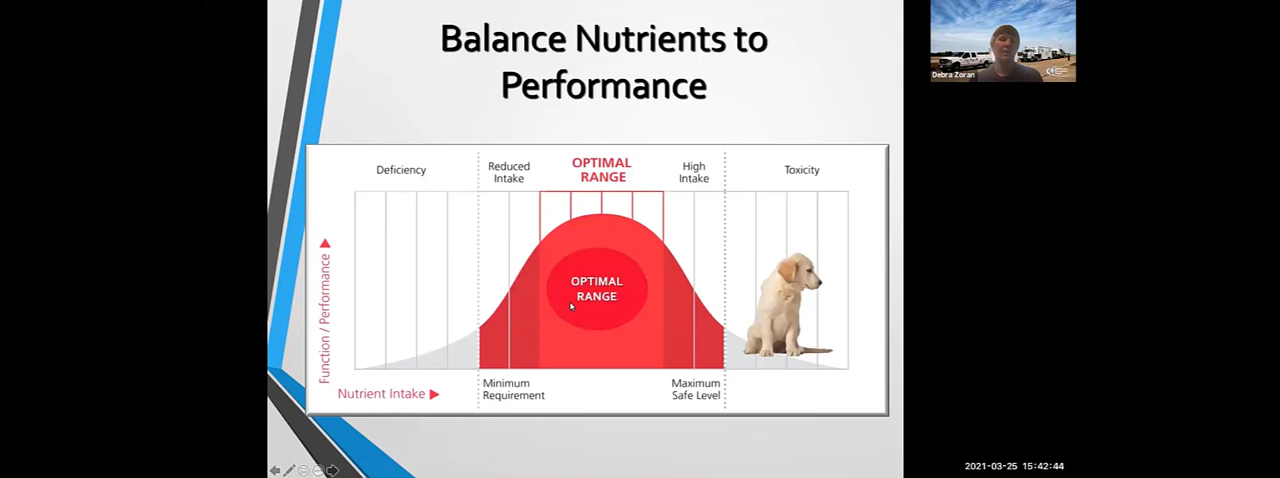 Balance Nutrients to
Performance
Debra Zoran
Deficiency
Reduced
Intake
OPTIMAL
RANGE
High
Intake
Toxicity
Function / Performance
OPTIMAL
RANGE
Nutrient Intake
Minimum
Requirement
Maximum
Safe Level
2021-03-25 15:42:44